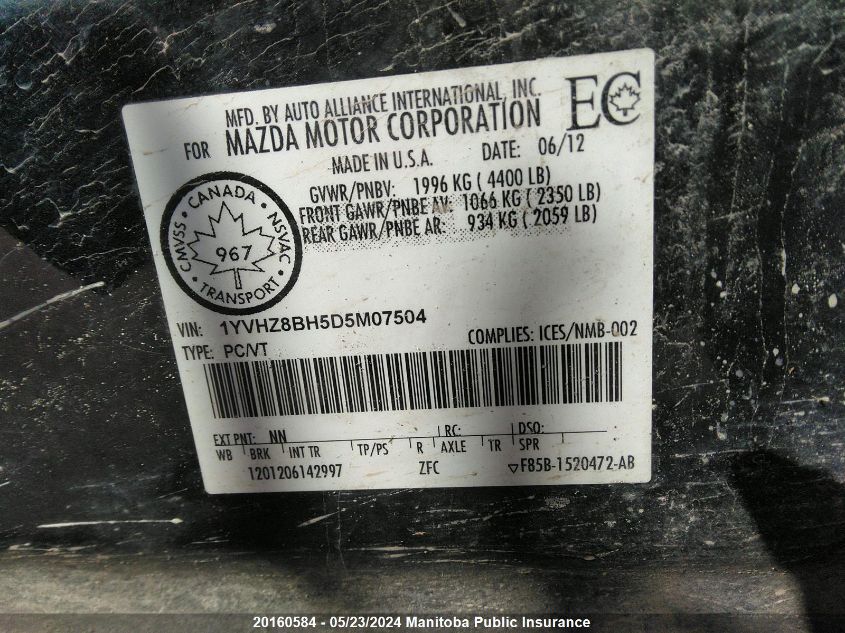 MFD. BY AUTO ALLIANCE INTERNATIONAL, INC.
FOR MAZDA MOTOR CORPORATION
EC
MADE IN U.S.A. DATE: 06/12
GVWR/PNBV: 1996 KG ( 4400 LB)
FRONT GAWR/PNBE AV: 1066 KG ( 2350 LB)
REAR GAWR/PNBE AR: 934 KG ( 2059 LB)
CANADA
CMVSS • NSVAC
967
TRANSPORT
VIN: 1YVHZ8BH5D5M07504
COMPLIES: ICES/NMB-002
TYPE: PC/VT
EXT PNT: NN RC: DSO:
WB BRK INT TR TP/PS R AXLE TR SPR
1201206142997 ZFC ▽F85B-1520472-AB
20160584 - 05/23/2024 Manitoba Public Insurance